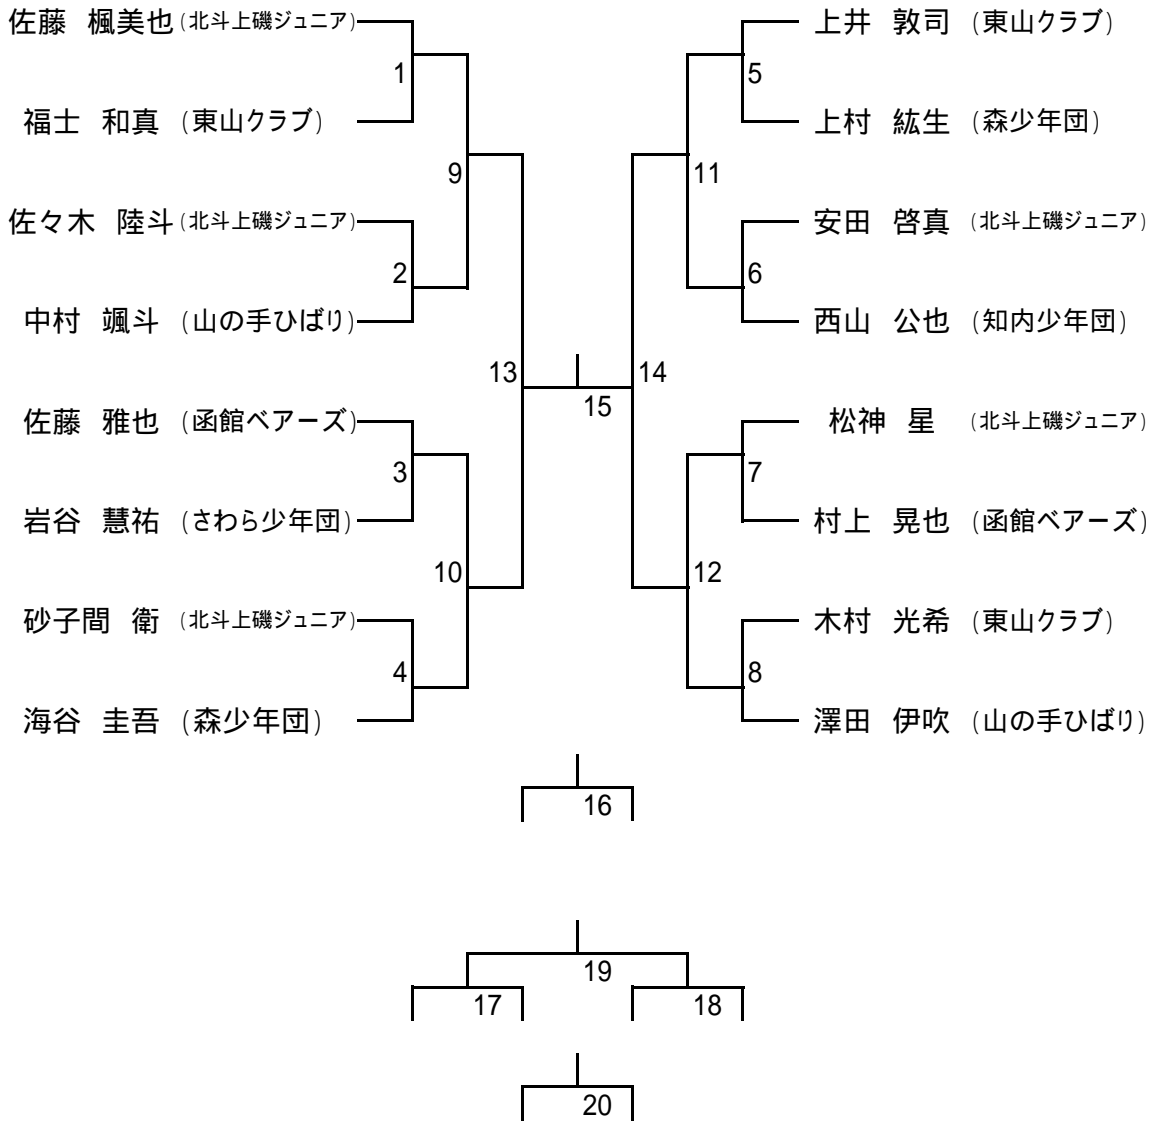 佐藤 楓美也 (北斗上磯ジュニア)
1
福士 和真 (東山クラブ)
9
佐々木 陸斗 (北斗上磯ジュニア)
2
中村 颯斗 (山の手ひばり)
13
佐藤 雅也 (函館ベアーズ)
3
岩谷 慧祐 (さわら少年団)
10
砂子間 衛 (北斗上磯ジュニア)
4
海谷 圭吾 (森少年団)
15
上井 敦司 (東山クラブ)
5
上村 紘生 (森少年団)
11
安田 啓真 (北斗上磯ジュニア)
6
西山 公也 (知内少年団)
14
松神 星 (北斗上磯ジュニア)
7
村上 晃也 (函館ベアーズ)
12
木村 光希 (東山クラブ)
8
澤田 伊吹 (山の手ひばり)
16
19
17 18
20